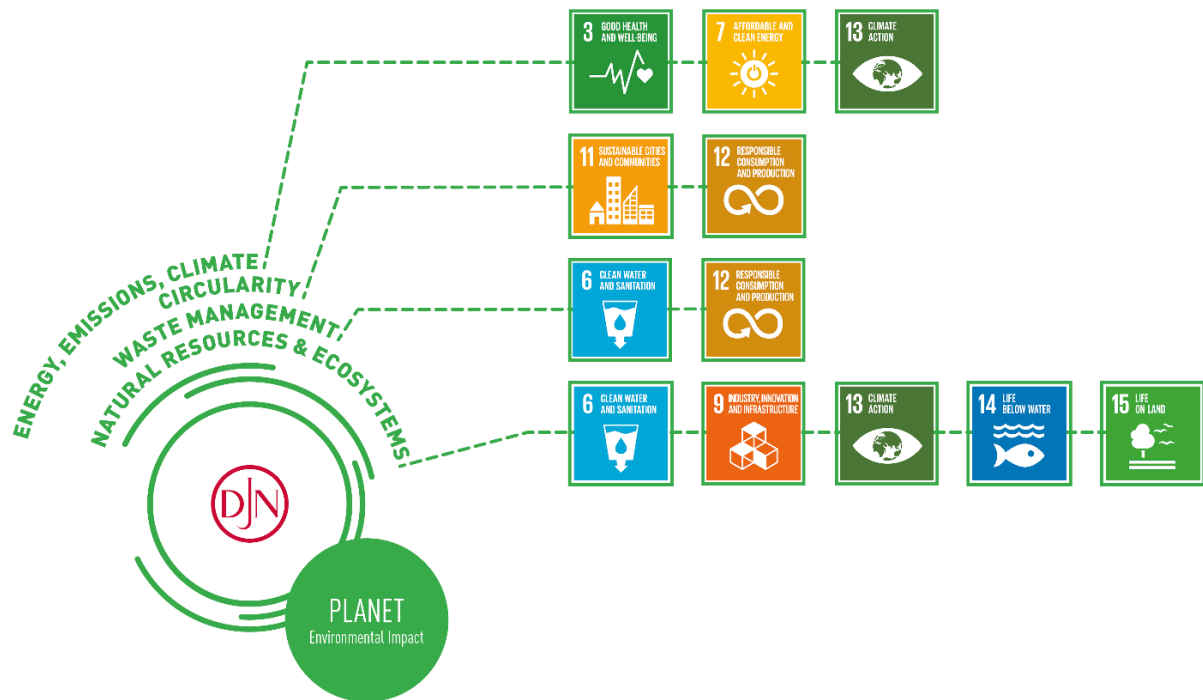 3 GOOD HEALTH
AND WELL-BEING
7 AFFORDABLE AND
CLEAN ENERGY
13 CLIMATE
ACTION
11 SUSTAINABLE CITIES
AND COMMUNITIES
12 RESPONSIBLE
CONSUMPTION
AND PRODUCTION
ENERGY, EMISSIONS, CLIMATE
CIRCULARITY
WASTE MANAGEMENT
NATURAL RESOURCES & ECOSYSTEMS
6 CLEAN WATER
AND SANITATION
12 RESPONSIBLE
CONSUMPTION
AND PRODUCTION
6 CLEAN WATER
AND SANITATION
9 INDUSTRY, INNOVATION
AND INFRASTRUCTURE
13 CLIMATE
ACTION
14 LIFE
BELOW WATER
15 LIFE
ON LAND
DJN
PLANET
Environmental Impact